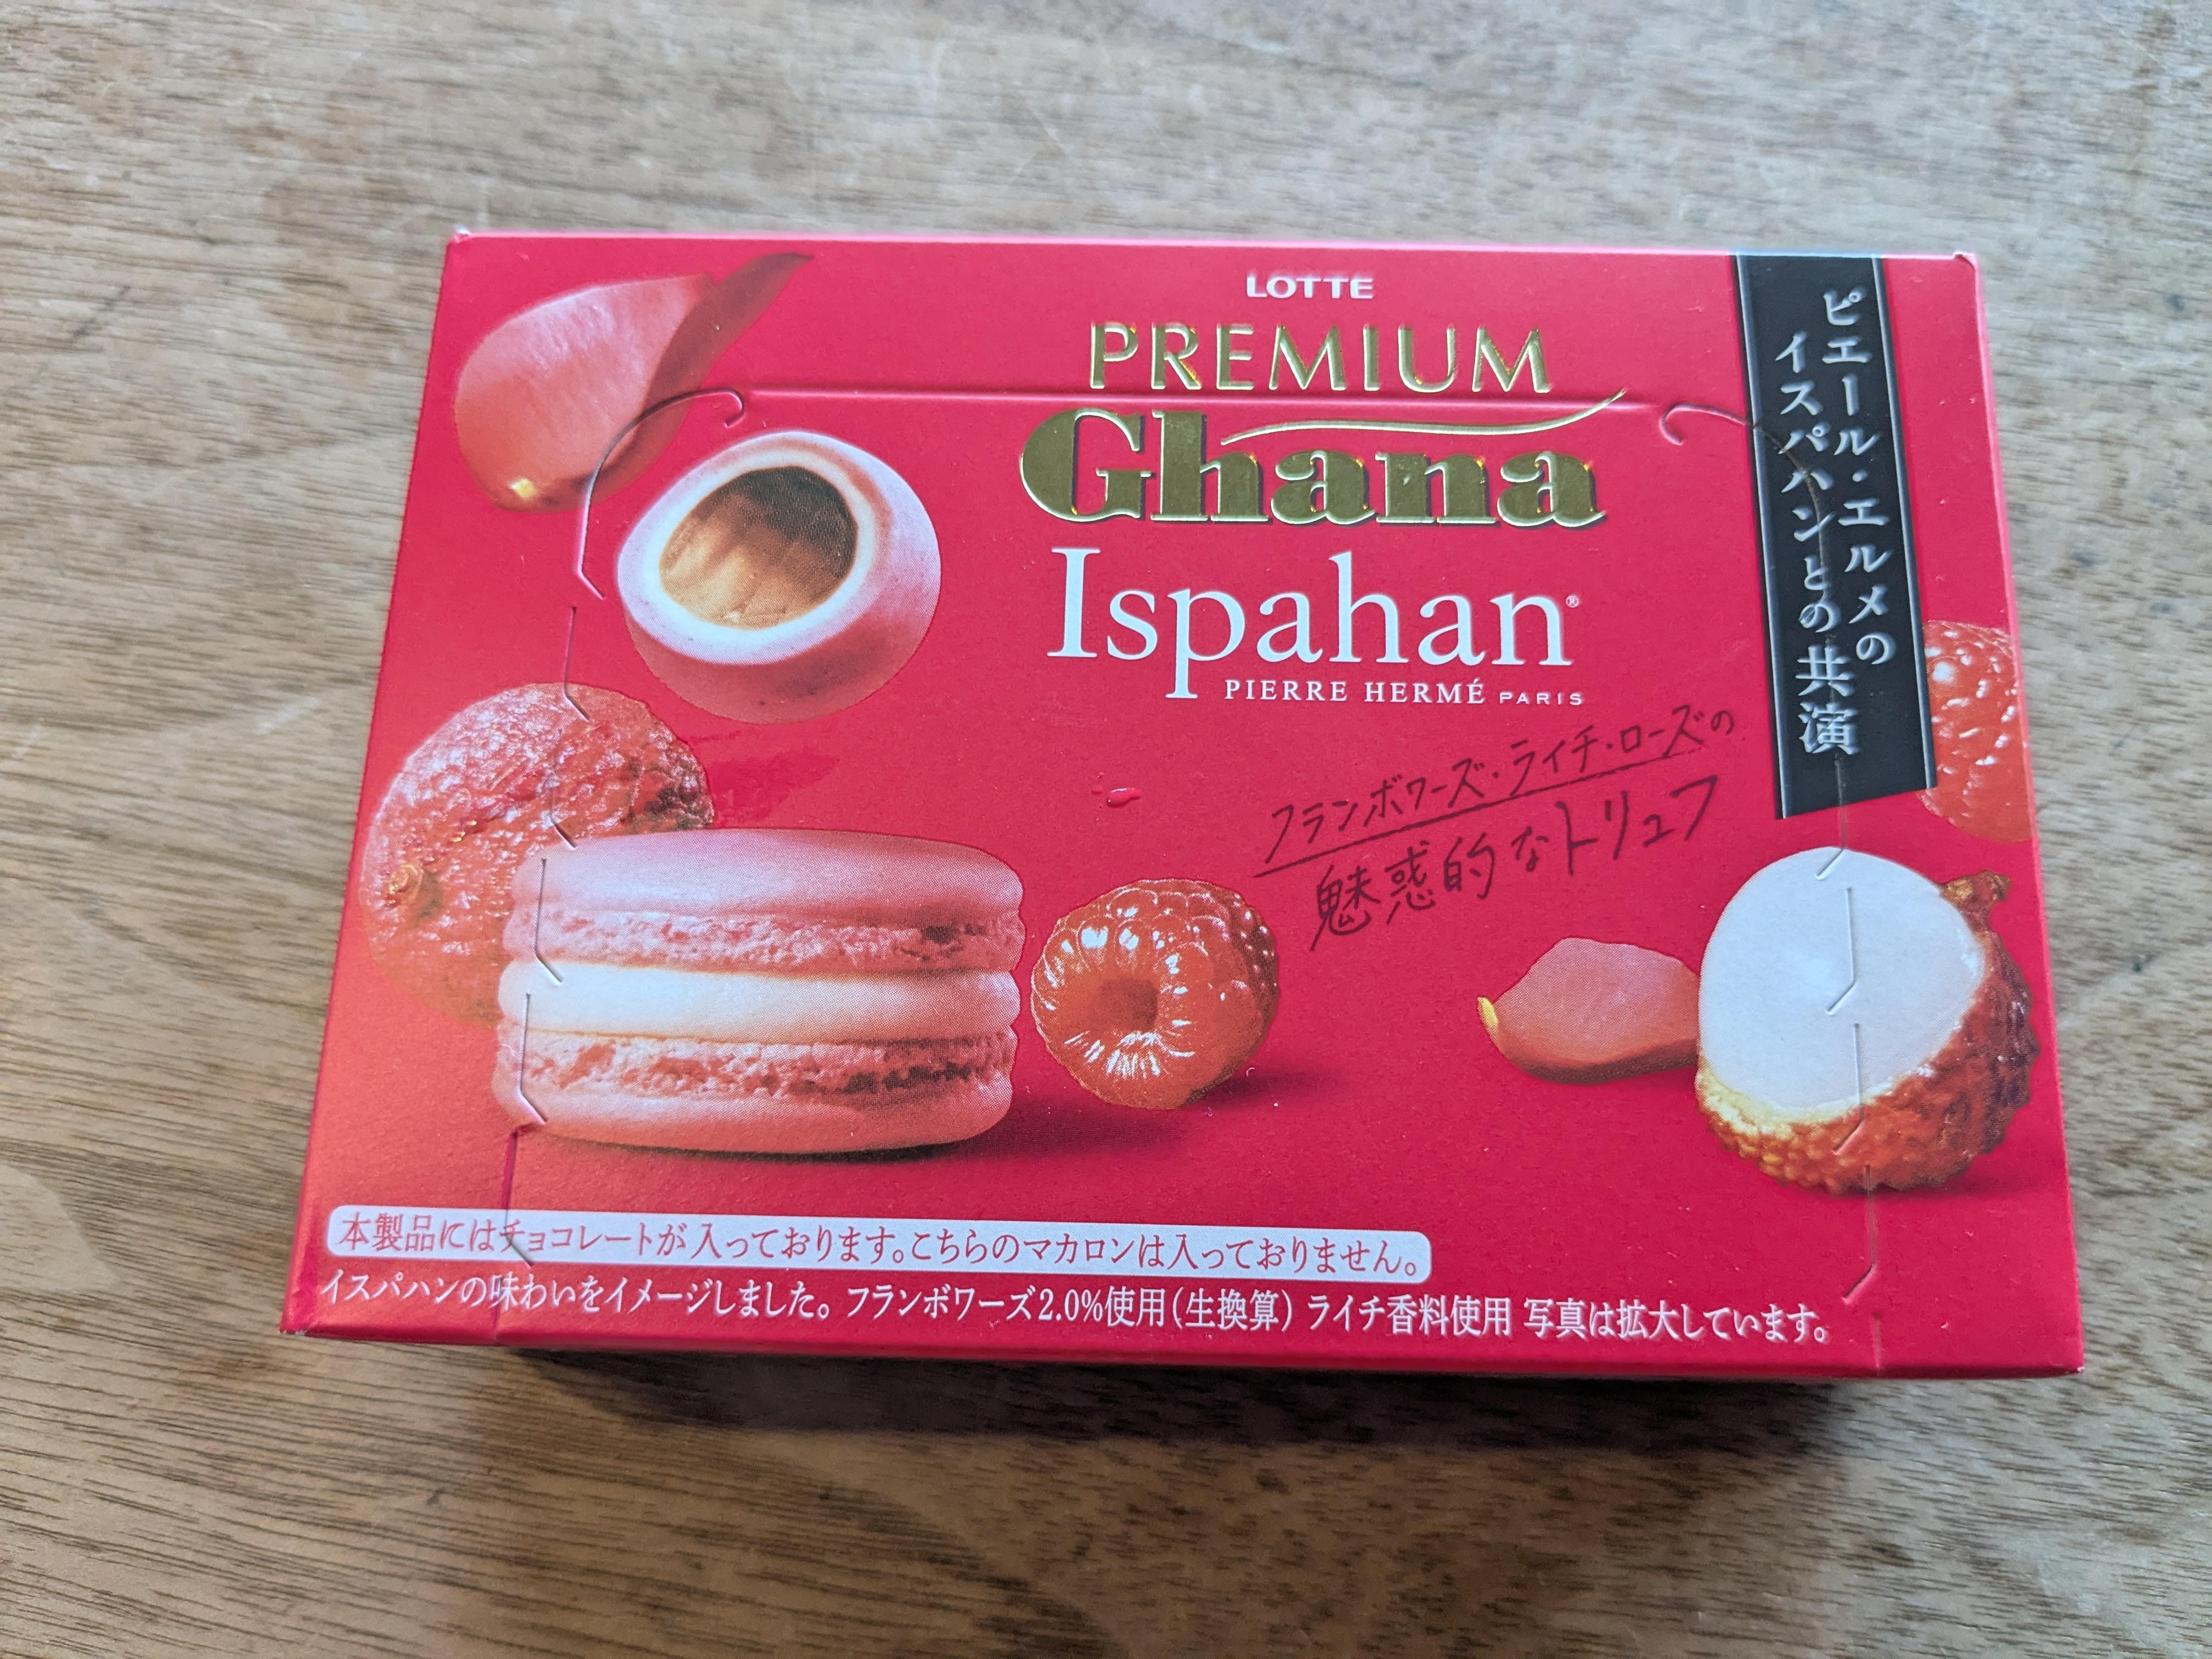 LOTTE
PREMIUM
Ghana
Ispahan®
PIERRE HERMÉ PARIS
ピエール・エルメの
イスパハンとの共演
フランボワーズ・ライチ・ローズの
魅惑的なトリュフ
本製品にはチョコレートが入っております。こちらのマカロンは入っておりません。
イスパハンの味わいをイメージしました。 フランボワーズ2.0%使用(生換算) ライチ香料使用 写真は拡大しています。